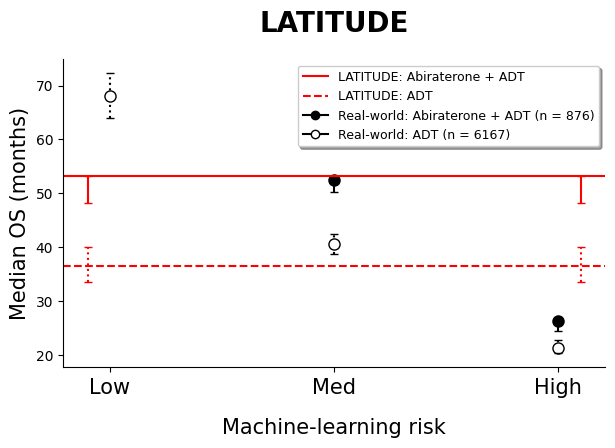 LATITUDE
LATITUDE: Abiraterone + ADT
LATITUDE: ADT
Real-world: Abiraterone + ADT (n = 876)
Real-world: ADT (n = 6167)
Median OS (months)
70
60
50
40
30
20
Low Med High
Machine-learning risk